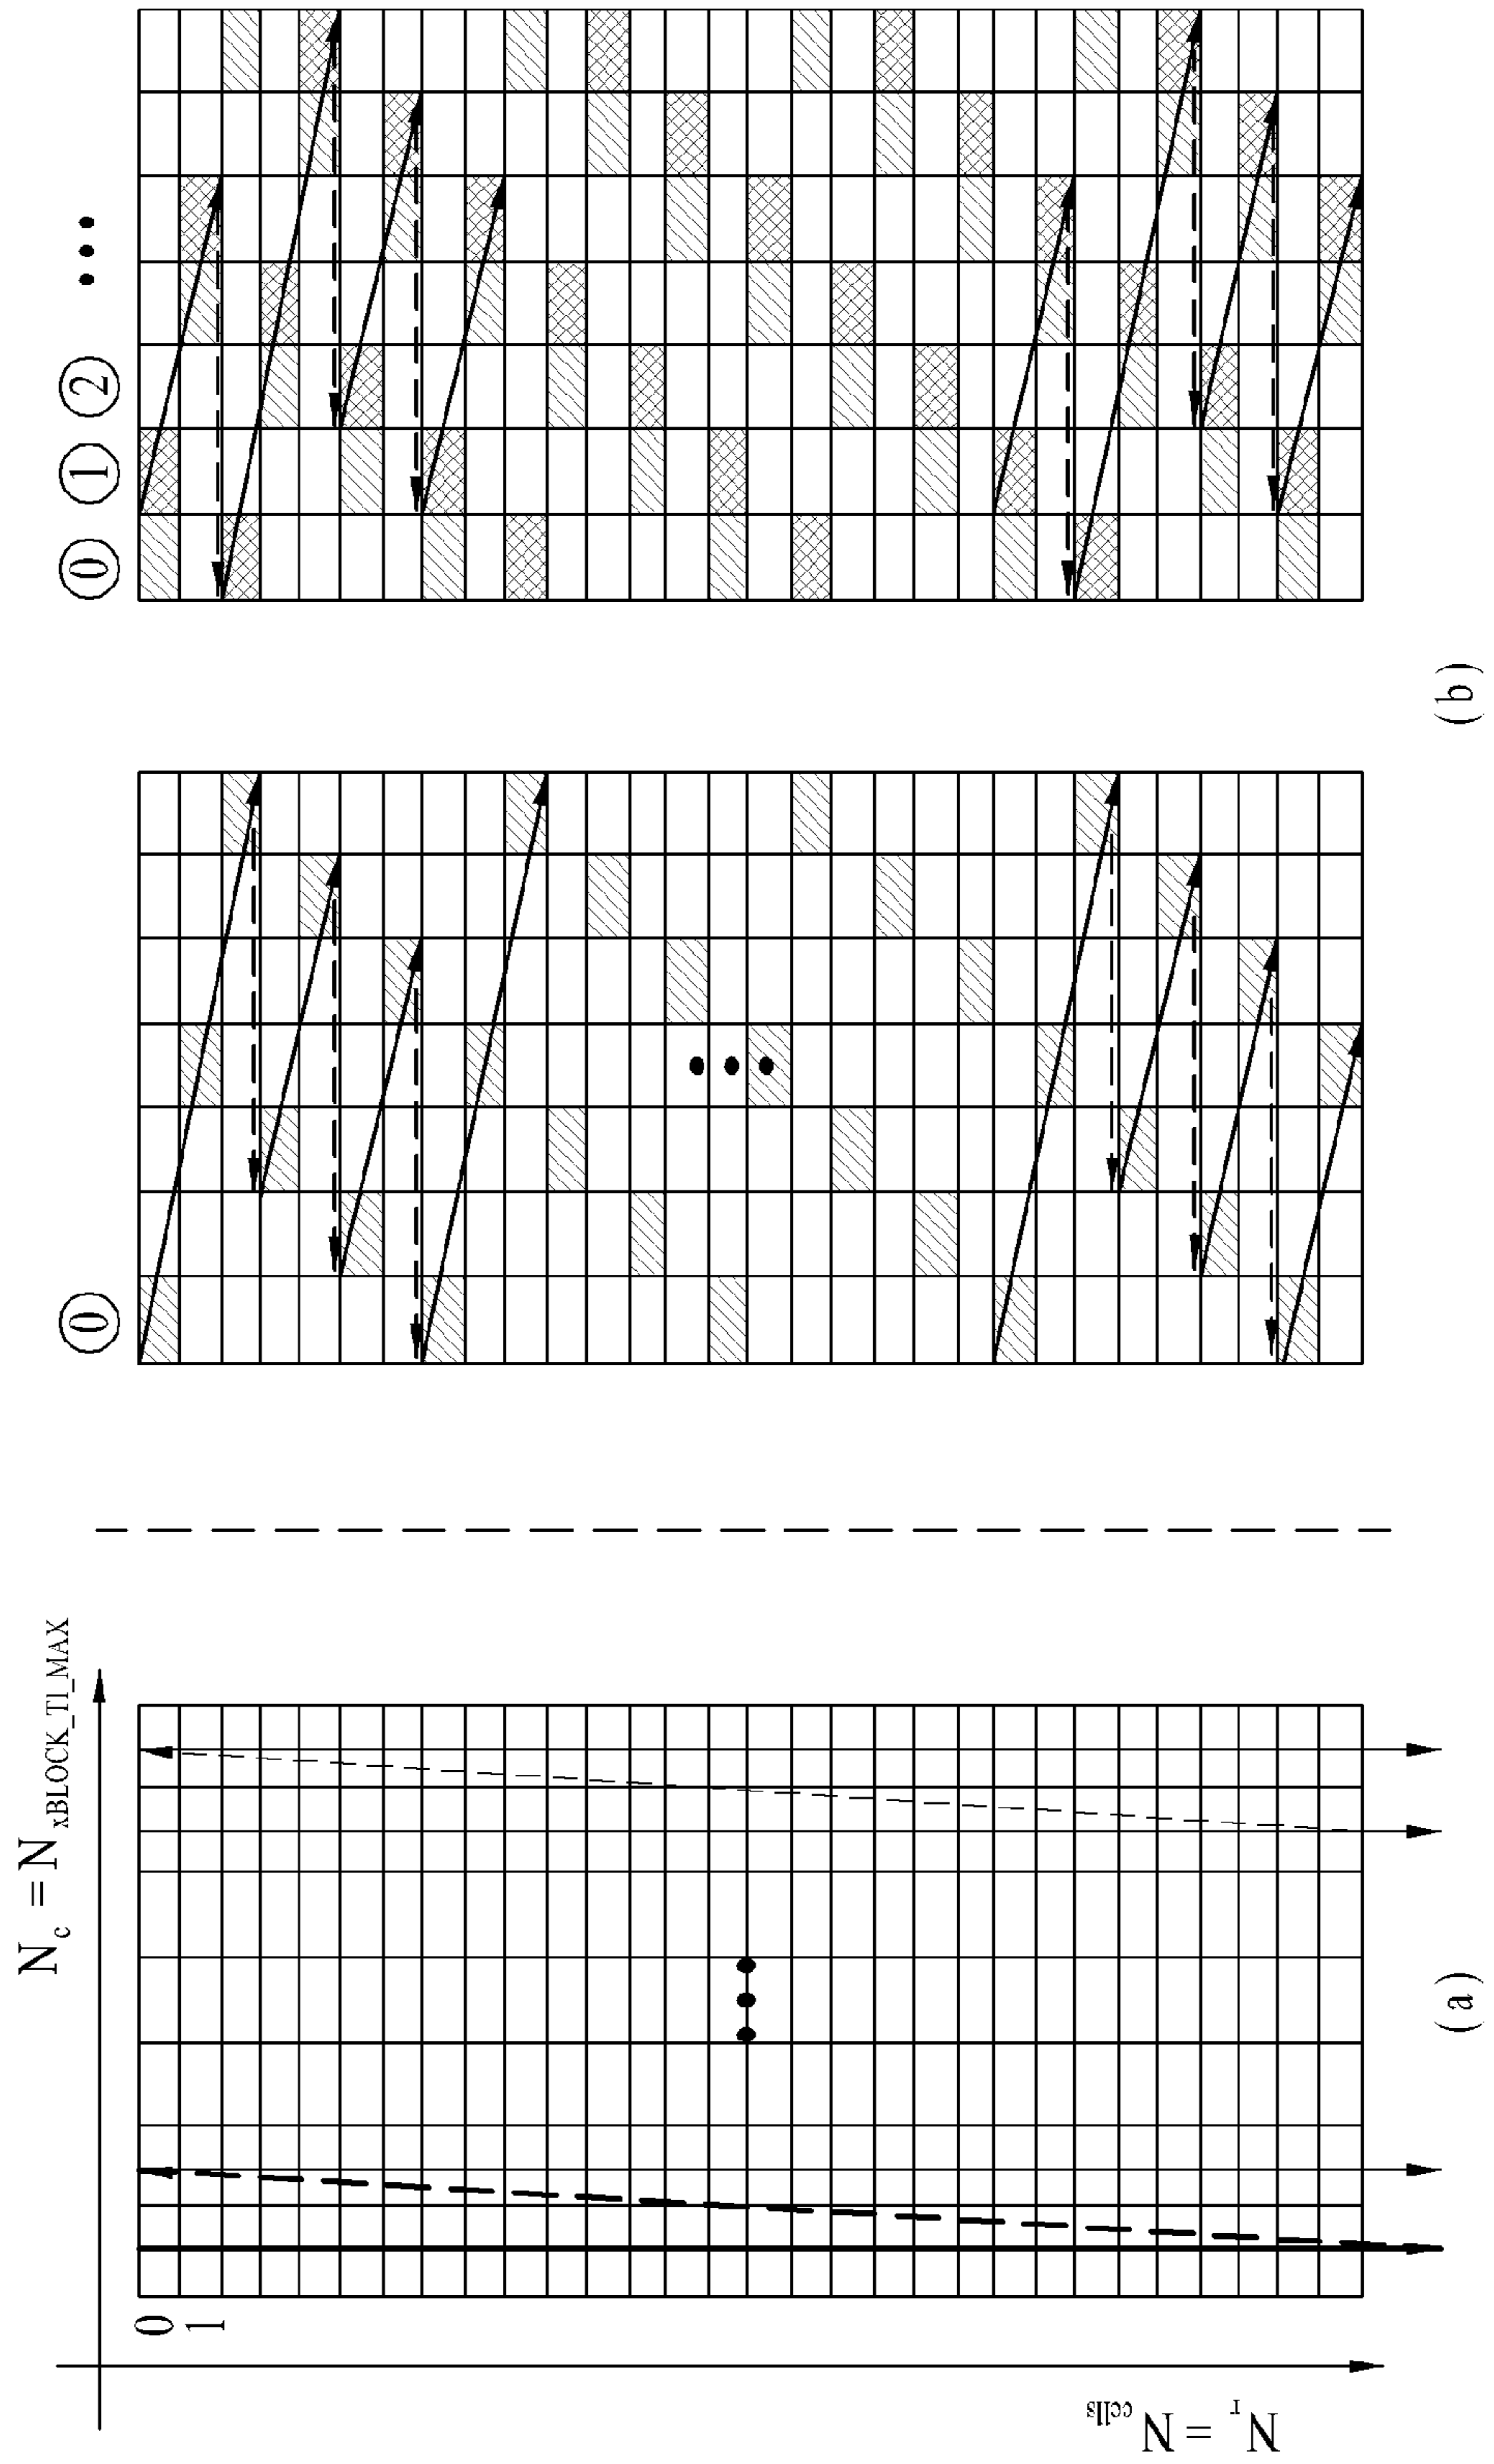 N_c = N_xBLOCK_TI_MAX
N_r = N_cells
0
1
(a)
0
0 1 2 •••
(b)